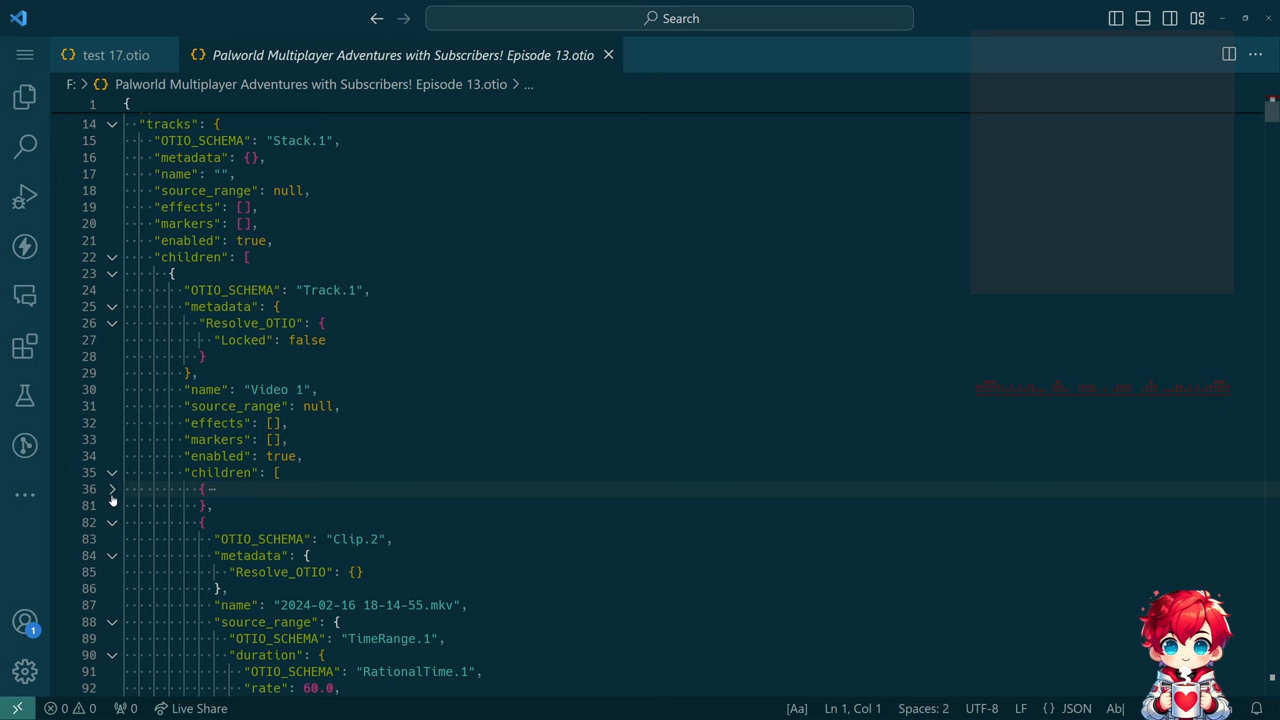 Search
test 17.otio
Palworld Multiplayer Adventures with Subscribers! Episode 13.otio
F: > Palworld Multiplayer Adventures with Subscribers! Episode 13.otio > ...
1 {
14 "tracks": {
15 "OTIO_SCHEMA": "Stack.1",
16 "metadata": {},
17 "name": "",
18 "source_range": null,
19 "effects": [],
20 "markers": [],
21 "enabled": true,
22 "children": [
23 {
24 "OTIO_SCHEMA": "Track.1",
25 "metadata": {
26 "Resolve_OTIO": {
27 "Locked": false
28 }
29 },
30 "name": "Video 1",
31 "source_range": null,
32 "effects": [],
33 "markers": [],
34 "enabled": true,
35 "children": [
36 {⋯
81 },
82 {
83 "OTIO_SCHEMA": "Clip.2",
84 "metadata": {
85 "Resolve_OTIO": {}
86 },
87 "name": "2024-02-16 18-14-55.mkv",
88 "source_range": {
89 "OTIO_SCHEMA": "TimeRange.1",
90 "duration": {
91 "OTIO_SCHEMA": "RationalTime.1",
92 "rate": 60.0,
1
0 0 0 Live Share [Aa] Ln 1, Col 1 Spaces: 2 UTF-8 LF {} JSON Ab|